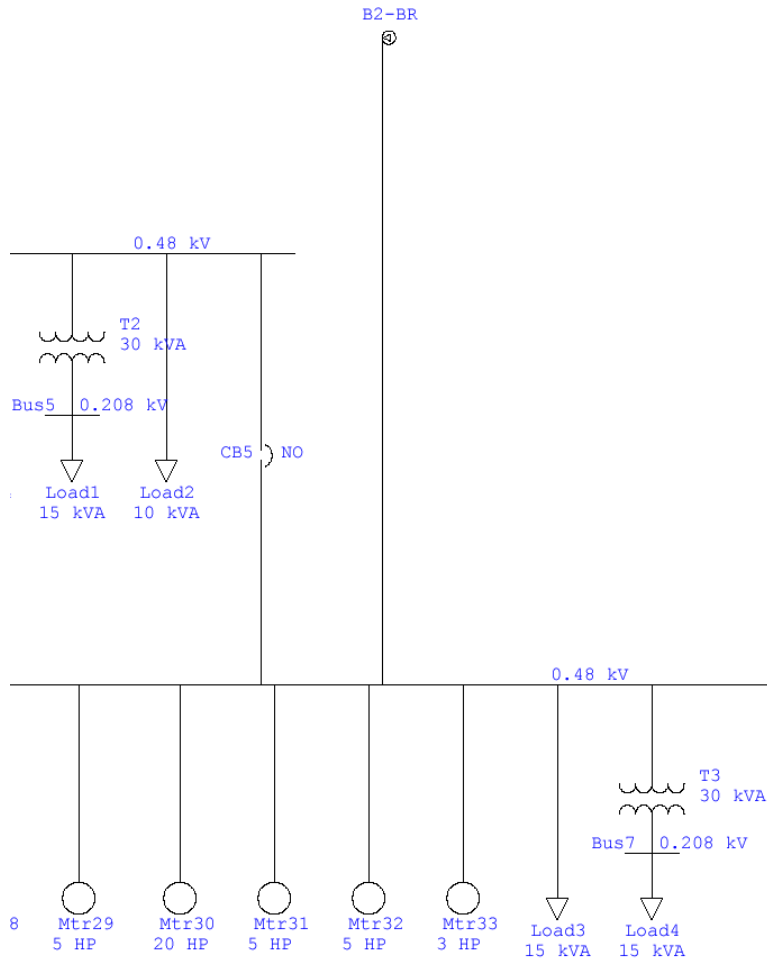 B2-BR
0.48 kV
T2
30 kVA
Bus5 0.208 kV
CB5 NO
Load1 Load2
15 kVA 10 kVA
0.48 kV
T3
30 kVA
Bus7 0.208 kV
8 Mtr29 Mtr30 Mtr31 Mtr32 Mtr33 Load3 Load4
5 HP 20 HP 5 HP 5 HP 3 HP 15 kVA 15 kVA